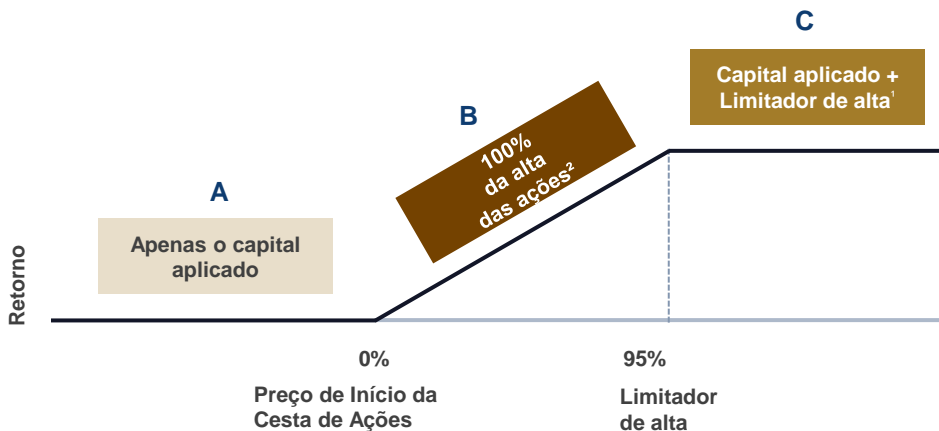 C
Capital aplicado +
Limitador de alta¹
B
100%
da alta
das ações²
A
Apenas o capital
aplicado
Retorno
0%
95%
Preço de Início da
Cesta de Ações
Limitador
de alta